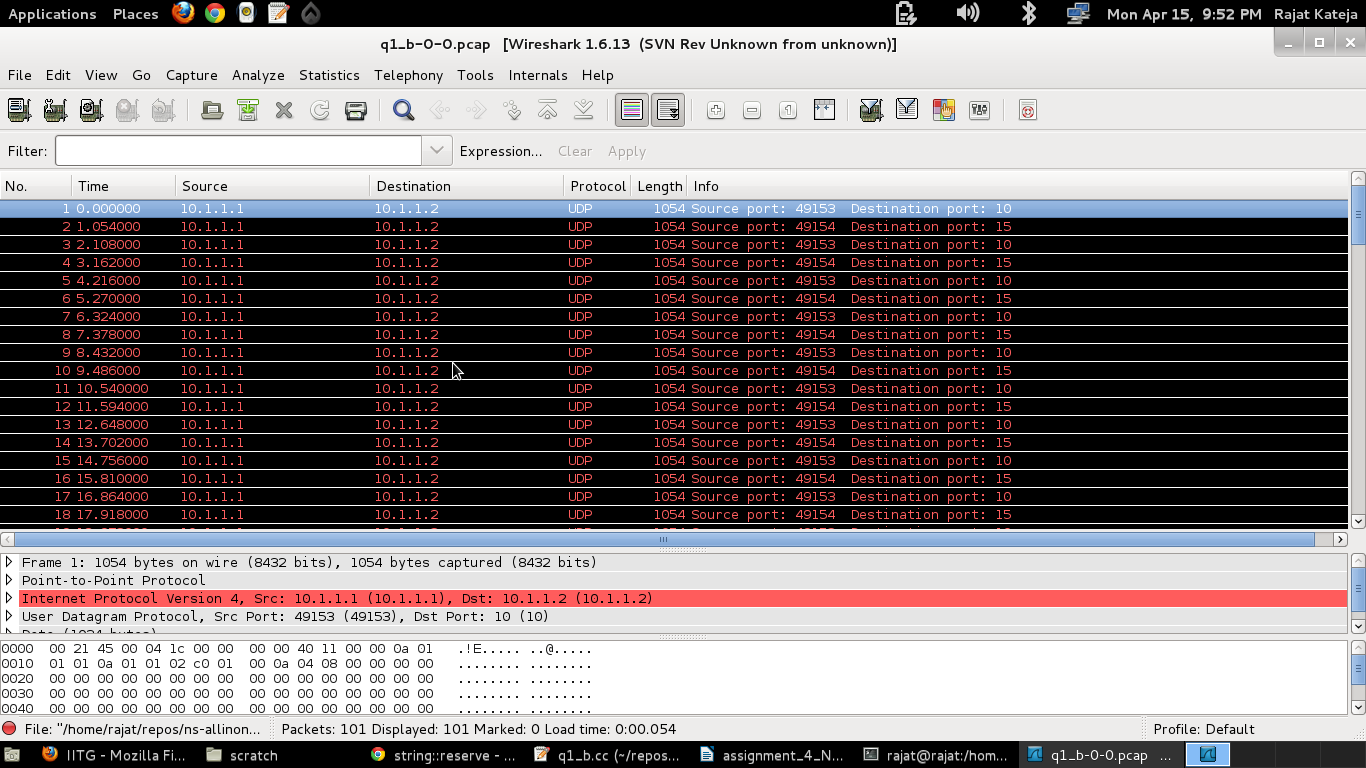 Applications Places Mon Apr 15, 9:52 PM Rajat Kateja
q1_b-0-0.pcap [Wireshark 1.6.13 (SVN Rev Unknown from unknown)]
File Edit View Go Capture Analyze Statistics Telephony Tools Internals Help
Filter: Expression... Clear Apply
No. Time Source Destination Protocol Length Info
1 0.000000 10.1.1.1 10.1.1.2 UDP 1054 Source port: 49153 Destination port: 10
2 1.054000 10.1.1.1 10.1.1.2 UDP 1054 Source port: 49154 Destination port: 15
3 2.108000 10.1.1.1 10.1.1.2 UDP 1054 Source port: 49153 Destination port: 10
4 3.162000 10.1.1.1 10.1.1.2 UDP 1054 Source port: 49154 Destination port: 15
5 4.216000 10.1.1.1 10.1.1.2 UDP 1054 Source port: 49153 Destination port: 10
6 5.270000 10.1.1.1 10.1.1.2 UDP 1054 Source port: 49154 Destination port: 15
7 6.324000 10.1.1.1 10.1.1.2 UDP 1054 Source port: 49153 Destination port: 10
8 7.378000 10.1.1.1 10.1.1.2 UDP 1054 Source port: 49154 Destination port: 15
9 8.432000 10.1.1.1 10.1.1.2 UDP 1054 Source port: 49153 Destination port: 10
10 9.486000 10.1.1.1 10.1.1.2 UDP 1054 Source port: 49154 Destination port: 15
11 10.540000 10.1.1.1 10.1.1.2 UDP 1054 Source port: 49153 Destination port: 10
12 11.594000 10.1.1.1 10.1.1.2 UDP 1054 Source port: 49154 Destination port: 15
13 12.648000 10.1.1.1 10.1.1.2 UDP 1054 Source port: 49153 Destination port: 10
14 13.702000 10.1.1.1 10.1.1.2 UDP 1054 Source port: 49154 Destination port: 15
15 14.756000 10.1.1.1 10.1.1.2 UDP 1054 Source port: 49153 Destination port: 10
16 15.810000 10.1.1.1 10.1.1.2 UDP 1054 Source port: 49154 Destination port: 15
17 16.864000 10.1.1.1 10.1.1.2 UDP 1054 Source port: 49153 Destination port: 10
18 17.918000 10.1.1.1 10.1.1.2 UDP 1054 Source port: 49154 Destination port: 15
Frame 1: 1054 bytes on wire (8432 bits), 1054 bytes captured (8432 bits)
Point-to-Point Protocol
Internet Protocol Version 4, Src: 10.1.1.1 (10.1.1.1), Dst: 10.1.1.2 (10.1.1.2)
User Datagram Protocol, Src Port: 49153 (49153), Dst Port: 10 (10)
0000 00 21 45 00 04 1c 00 00 00 00 40 11 00 00 0a 01 .!E..... ..@.....
0010 01 01 0a 01 01 02 c0 01 00 0a 04 08 00 00 00 00 ........ ........
0020 00 00 00 00 00 00 00 00 00 00 00 00 00 00 00 00 ........ ........
0030 00 00 00 00 00 00 00 00 00 00 00 00 00 00 00 00 ........ ........
0040 00 00 00 00 00 00 00 00 00 00 00 00 00 00 00 00 ........ ........
File: "/home/rajat/repos/ns-allinon... Packets: 101 Displayed: 101 Marked: 0 Load time: 0:00.054 Profile: Default
IITG - Mozilla Fi... scratch string::reserve - ... q1_b.cc (~/repos... assignment_4_N... rajat@rajat:/hom... q1_b-0-0.pcap ...